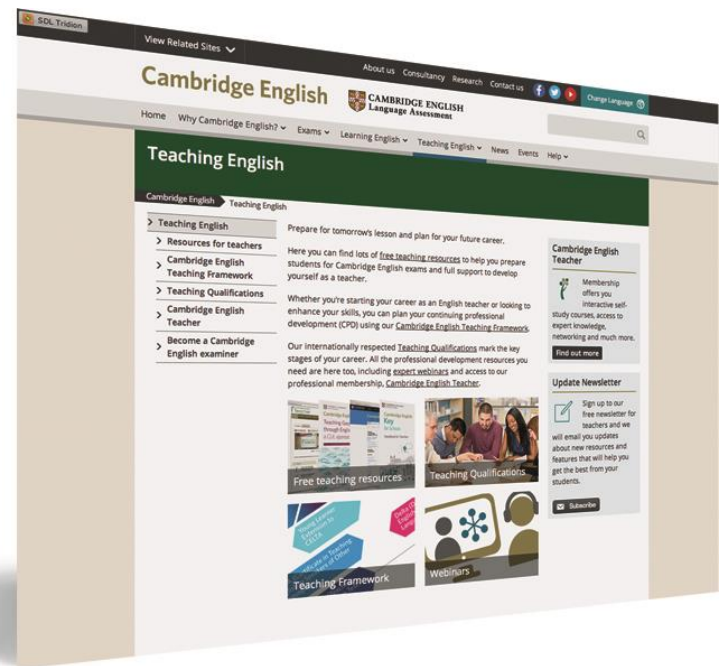 SDL Tridion
View Related Sites
About us Consultancy Research Contact us
Change Language
Cambridge English
CAMBRIDGE ENGLISH
Language Assessment
Home Why Cambridge English? Exams Learning English Teaching English News Events Help
Teaching English
Cambridge English Teaching English
Teaching English
Resources for teachers
Cambridge English
Teaching Framework
Teaching Qualifications
Cambridge English
Teacher
Become a Cambridge
English examiner
Prepare for tomorrow's lesson and plan for your future career.
Here you can find lots of free teaching resources to help you prepare
students for Cambridge English exams and full support to develop
yourself as a teacher.
Whether you're starting your career as an English teacher or looking to
enhance your skills, you can plan your continuing professional
development (CPD) using our Cambridge English Teaching Framework.
Our internationally respected Teaching Qualifications mark the key
stages of your career. All the professional development resources you
need are here too, including expert webinars and access to our
professional membership, Cambridge English Teacher.
Free teaching resources
Teaching Qualifications
Young Learner
Extension to
CELTA
Teaching Framework
Webinars
Cambridge English
Teacher
Membership
offers you
interactive self-
study courses, access to
expert knowledge,
networking and much more.
Find out more
Update Newsletter
Sign up to our
free newsletter for
teachers and we
will email you updates
about new resources and
features that will help you
get the best from your
students.
Subscribe